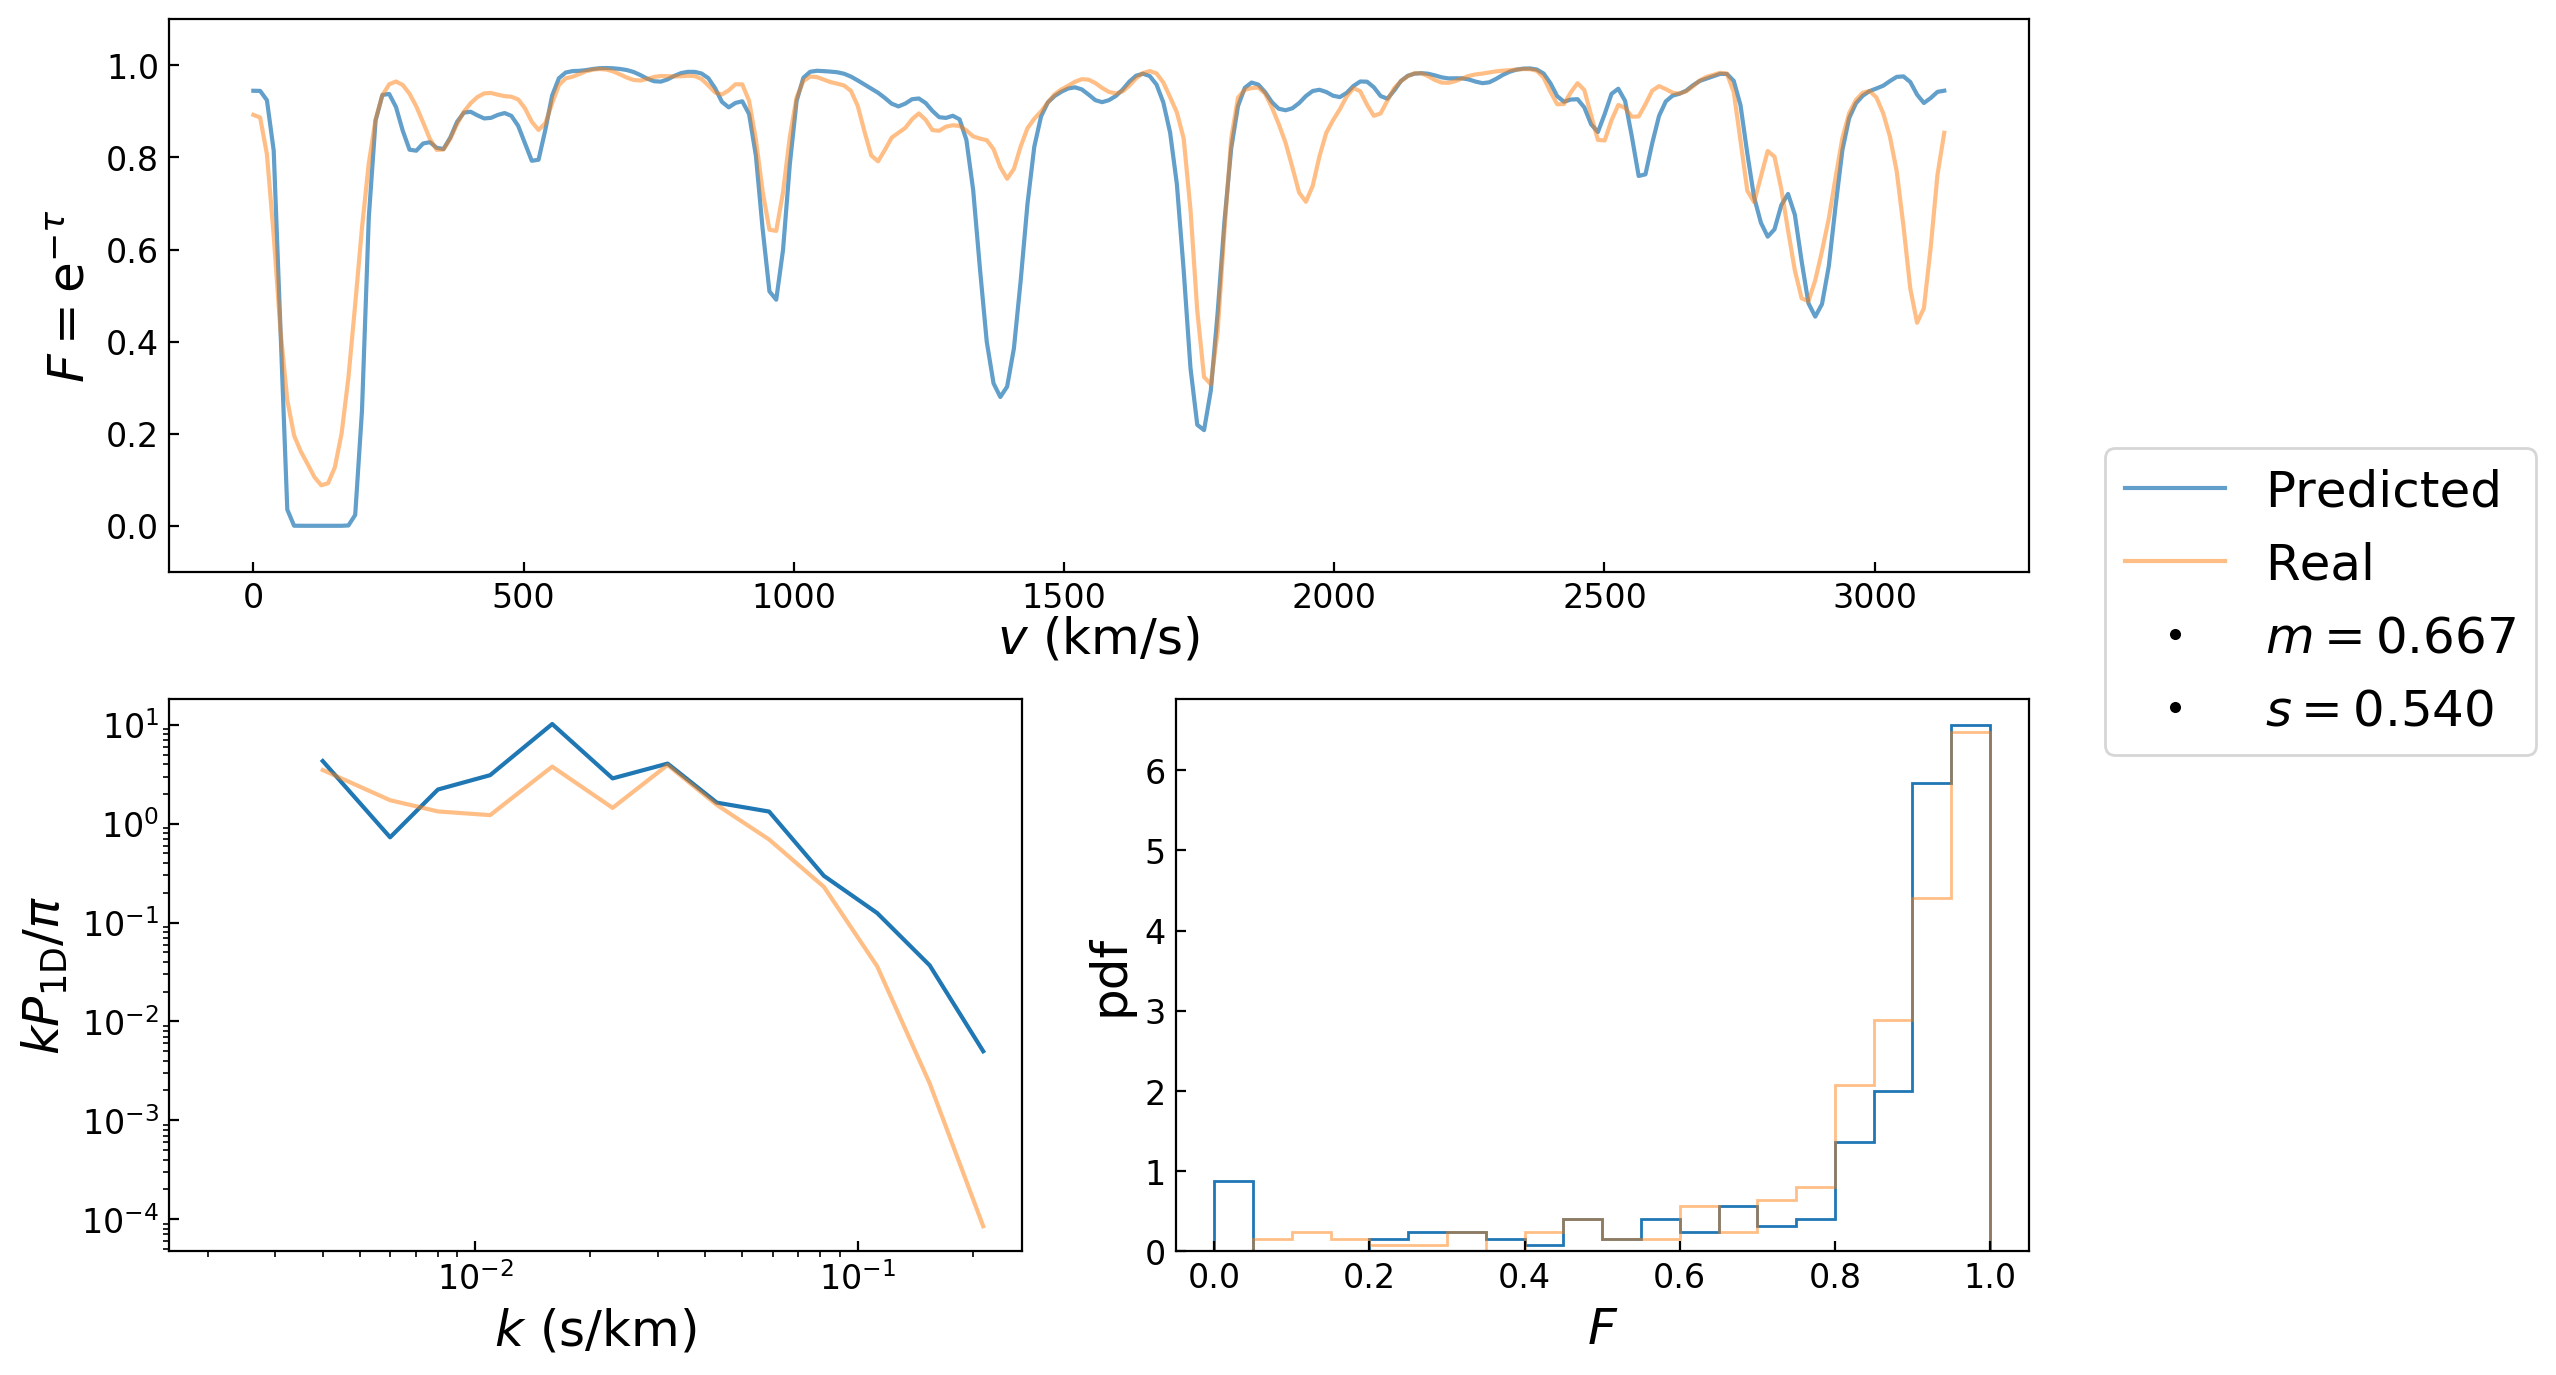 1.0
0.8
0.6
0.4
0.2
0.0
F = e^{−τ}
0 500 1000 1500 2000 2500 3000
v (km/s)
Predicted
Real
m = 0.667
s = 0.540
10^1
10^0
10^{−1}
10^{−2}
10^{−3}
10^{−4}
kP_{1D}/π
10^{−2} 10^{−1}
k (s/km)
6
5
4
3
2
1
0
pdf
0.0 0.2 0.4 0.6 0.8 1.0
F